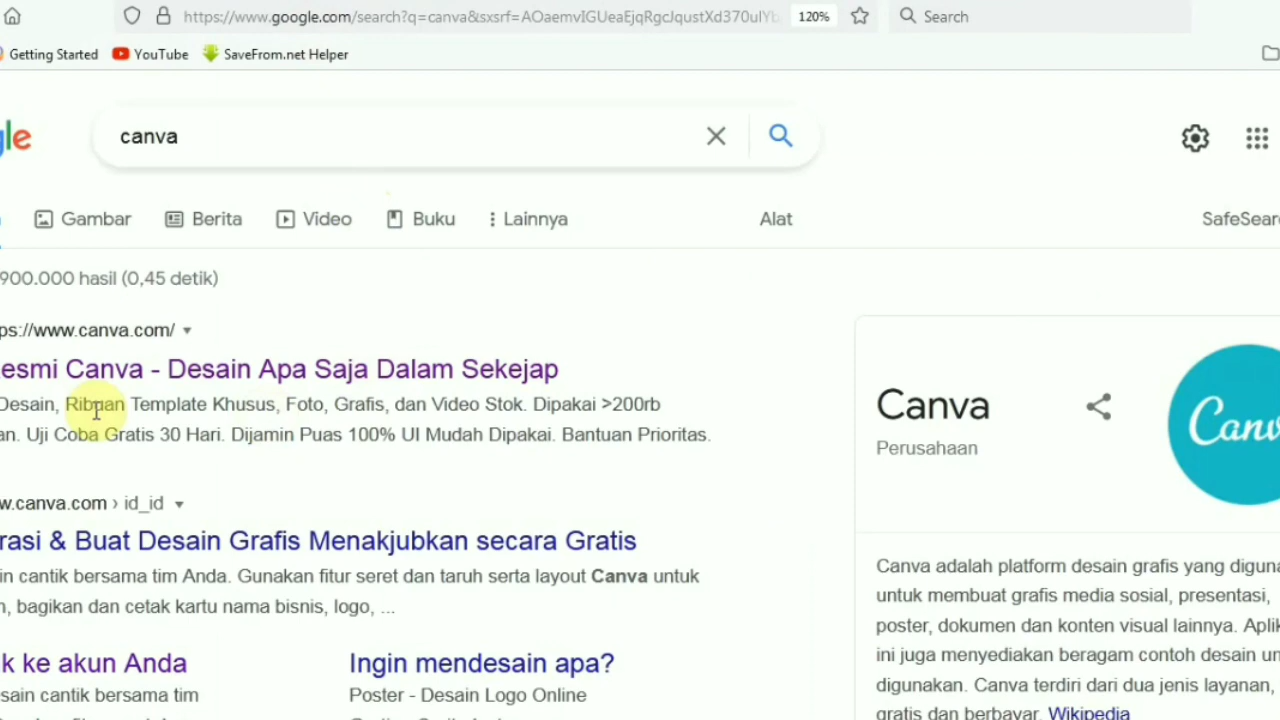 https://www.google.com/search?q=canva&sxsrf=AOaemvIGUeaEjqRgcJqustXd370ulYb
120%
Search
Getting Started
YouTube
SaveFrom.net Helper
gle
canva
Gambar
Berita
Video
Buku
Lainnya
Alat
SafeSear
900.000 hasil (0,45 detik)
ps://www.canva.com/
esmi Canva - Desain Apa Saja Dalam Sekejap
Desain, Ribuan Template Khusus, Foto, Grafis, dan Video Stok. Dipakai >200rb
an. Uji Coba Gratis 30 Hari. Dijamin Puas 100% UI Mudah Dipakai. Bantuan Prioritas.
w.canva.com › id_id
rasi & Buat Desain Grafis Menakjubkan secara Gratis
in cantik bersama tim Anda. Gunakan fitur seret dan taruh serta layout Canva untuk
n, bagikan dan cetak kartu nama bisnis, logo, ...
k ke akun Anda
sain cantik bersama tim
Ingin mendesain apa?
Poster - Desain Logo Online
Canva
Perusahaan
Canv
Canva adalah platform desain grafis yang diguna
untuk membuat grafis media sosial, presentasi,
poster, dokumen dan konten visual lainnya. Aplik
ini juga menyediakan beragam contoh desain un
digunakan. Canva terdiri dari dua jenis layanan,
gratis dan berbayar. Wikipedia